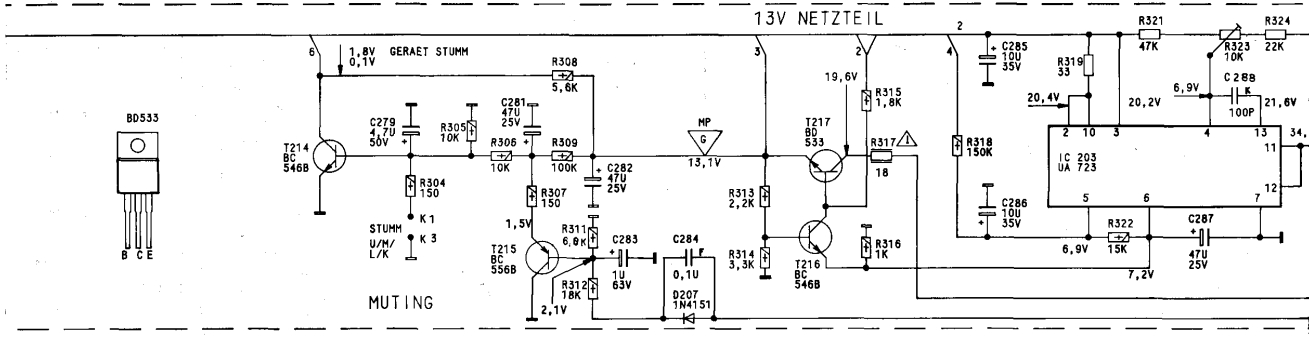 13V NETZTEIL
BD533
B C E
6
1,8V
0,1V
GERAET STUMM
R308
5,6K
C279
4,7U
50V
R305
10K
C281
47U
25V
T214
BC
546B
R306
10K
R309
100K
R304
150
R307
150
C282
47U
25V
K1
STUMM
K3
U/M/
L/K
1,5V
T215
BC
556B
R311
C283
1U
63V
2,1V
R312
18K
C284
F
0,1U
D207
1N4151
MUTING
MP
G
13,1V
3
2
19,6V
T217
BD
533
R315
1,8K
R317
18
R313
2,2K
R314
3,3K
T216
BC
546B
R316
1K
2
4
C285
10U
35V
R318
150K
C286
10U
35V
R321
47K
R319
33
R323
10K
R324
22K
6,9V
C288
K
100P
21,6V
20,4V
20,2V
34,
2
10
3
4
13
11
12
IC 203
UA 723
5
6
7
R322
15K
C287
47U
25V
6,9V
7,2V